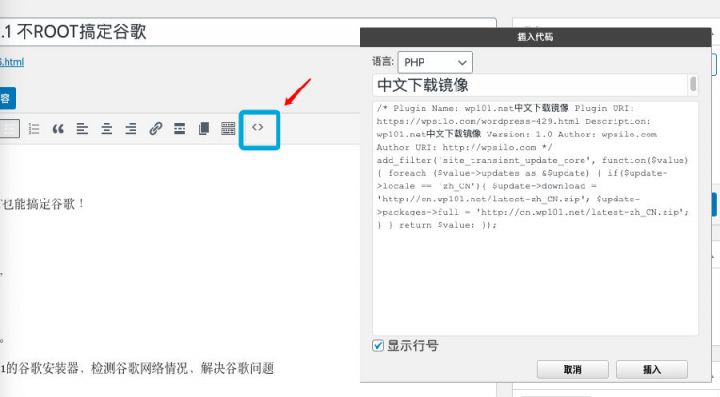 .1 不ROOT搞定谷歌
.html
容
也能搞定谷歌！
1的谷歌安装器，检测谷歌网络情况，解决谷歌问题
插入代码
语言: PHP
中文下载镜像
/* Plugin Name: wp101.net中文下载镜像 Plugin URI:
https://wpsilo.com/wordpress-429.html Description:
wp101.net中文下载镜像 Version: 1.0 Author: wpsilo.com
Author URI: http://wpsilo.com */
add_filter('site_transient_update_core', function($value)
{ foreach ($value->updates as &$update) { if($update-
>locale == 'zh_CN'){ $update->download =
'http://cn.wp101.net/latest-zh_CN.zip'; $update-
>packages->full = 'http://cn.wp101.net/latest-zh_CN.zip';
} } return $value; });
显示行号
取消
插入